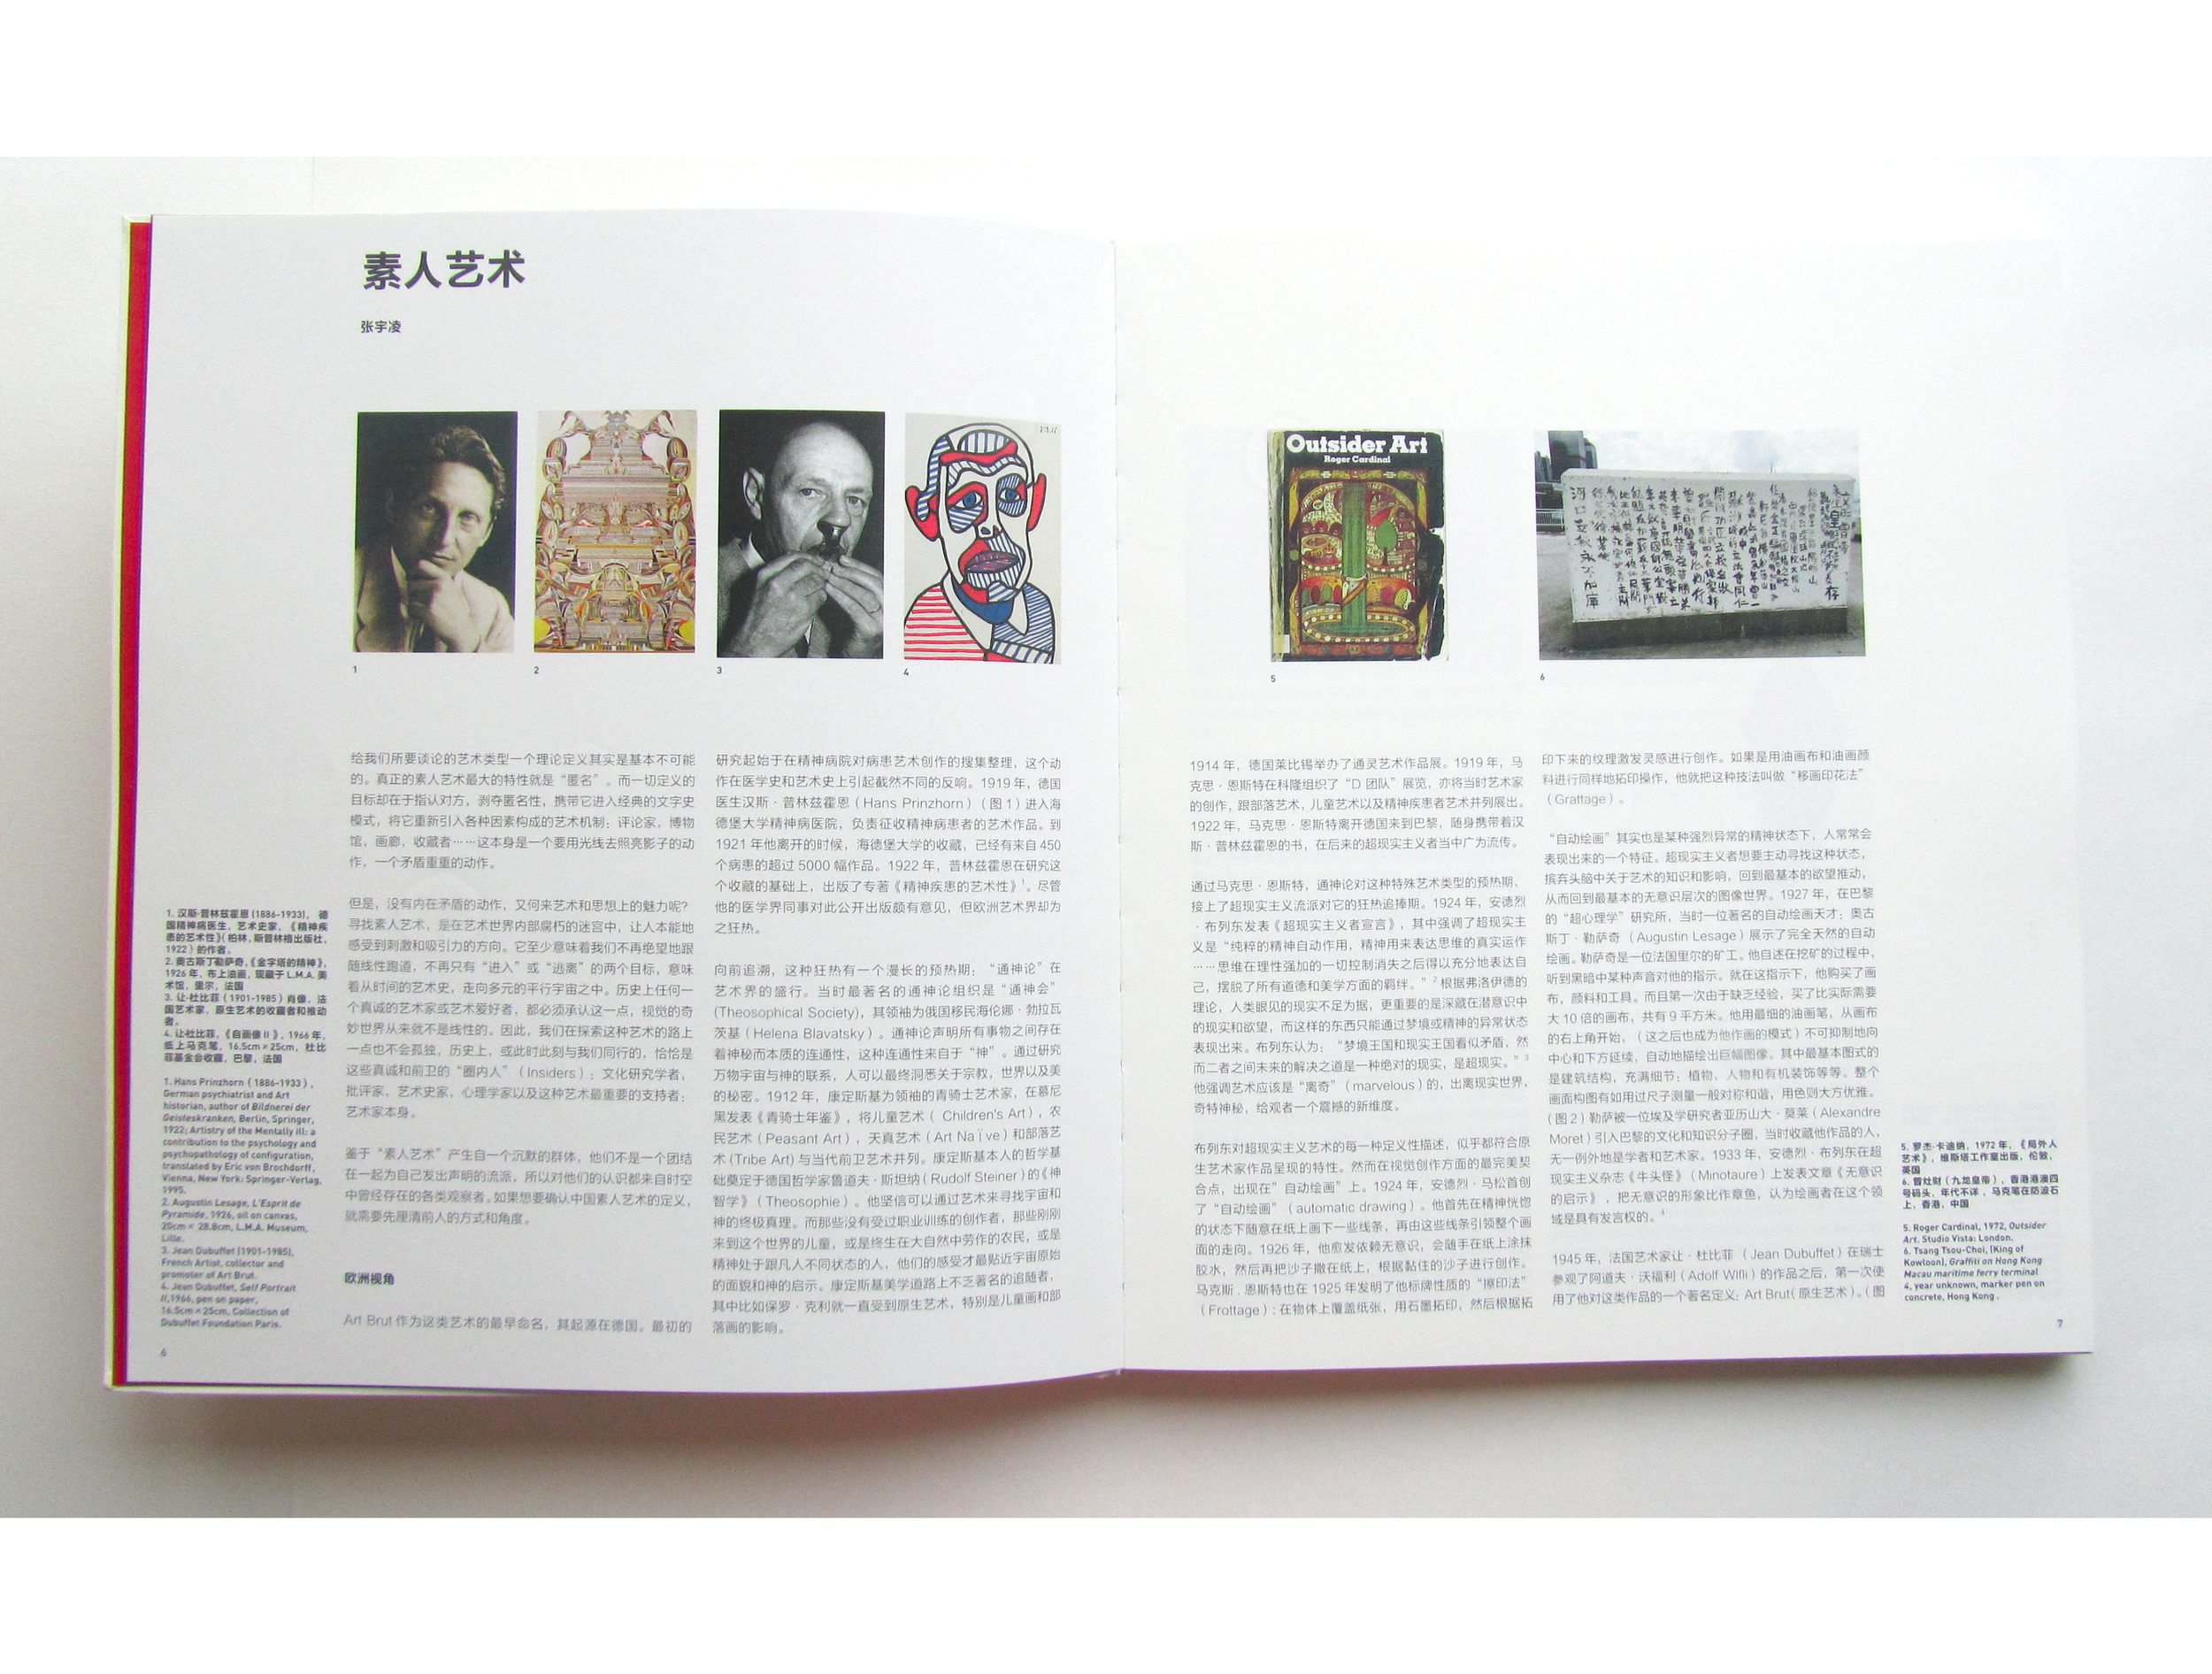 素人艺术
张宇凌
1
2
3
4
给我们所要谈论的艺术类型一个理论定义其实是基本不可能
的。真正的素人艺术最大的特性就是“匿名”。而一切定义的
目标却在于指认对方，剥夺匿名性，携带它进入经典的文字史
模式，将它重新引入各种因素构成的艺术机制：评论家，博物
馆，画廊，收藏者……这本身是一个要用光线去照亮影子的动
作，一个矛盾重重的动作。
但是，没有内在矛盾的动作，又何来艺术和思想上的魅力呢？
寻找素人艺术，是在艺术世界内部腐朽的迷宫中，让人本能地
感受到刺激和吸引力的方向。它至少意味着我们不再绝望地跟
随线性跑道，不再只有“进入”或“逃离”的两个目标，意味
着从时间的艺术史，走向多元的平行宇宙之中。历史上任何一
个真诚的艺术家或艺术爱好者，都必须承认这一点，视觉的奇
妙世界从来就不是线性的。因此，我们在探索这种艺术的路上
一点也不会孤独，历史上，或此时此刻与我们同行的，恰恰是
这些真诚和前卫的“圈内人”（Insiders）：文化研究学者，
批评家，艺术史家，心理学家以及这种艺术最重要的支持者：
艺术家本身。
鉴于“素人艺术”产生自一个沉默的群体，他们不是一个团结
在一起为自己发出声明的流派，所以对他们的认识都来自时空
中曾经存在的各类观察者。如果想要确认中国素人艺术的定义，
就需要先厘清前人的方式和角度。
欧洲视角
Art Brut 作为这类艺术的最早命名，其起源在德国。最初的
研究起始于在精神病院对病患艺术创作的搜集整理，这个动
作在医学史和艺术史上引起截然不同的反响。1919 年，德国
医生汉斯·普林兹霍恩（Hans Prinzhorn）（图 1）进入海
德堡大学精神病医院，负责征收精神病患者的艺术作品。到
1921 年他离开的时候，海德堡大学的收藏，已经有来自 450
个病患的超过 5000 幅作品。1922 年，普林兹霍恩在研究这
个收藏的基础上，出版了专著《精神疾患的艺术性》1。尽管
他的医学界同事对此公开出版颇有意见，但欧洲艺术界却为
之狂热。
向前追溯，这种狂热有一个漫长的预热期：“通神论”在
艺术界的盛行。当时最著名的通神论组织是“通神会”
(Theosophical Society)，其领袖为俄国移民海伦娜·勃拉瓦
茨基（Helena Blavatsky）。通神论声明所有事物之间存在
着神秘而本质的连通性，这种连通性来自于“神”。通过研究
万物宇宙与神的联系，人可以最终洞悉关于宗教，世界以及美
的秘密。1912 年，康定斯基为领袖的青骑士艺术家，在慕尼
黑发表《青骑士年鉴》，将儿童艺术（ Children's Art），农
民艺术（Peasant Art），天真艺术（Art Naïve）和部落艺
术 (Tribe Art) 与当代前卫艺术并列。康定斯基本人的哲学基
础奠定于德国哲学家鲁道夫·斯坦纳（Rudolf Steiner）的《神
智学》（Theosophie）。他坚信可以通过艺术来寻找宇宙和
神的终极真理。而那些没有受过职业训练的创作者，那些刚刚
来到这个世界的儿童，或是终生在大自然中劳作的农民，或是
精神处于跟凡人不同状态的人，他们的感受才最贴近宇宙原始
的面貌和神的启示。康定斯基美学道路上不乏著名的追随者，
其中比如保罗·克利就一直受到原生艺术，特别是儿童画和部
落画的影响。
1. 汉斯·普林兹霍恩（1886-1933），德
国精神病医生，艺术史家，《精神疾
患的艺术性》（柏林，斯普林格出版社，
1922）的作者。
2. 奥古斯丁勒萨奇，《金字塔的精神》，
1926 年，布上油画，现藏于 L.M.A. 美
术馆，里尔，法国
3. 让·杜比菲（1901-1985）肖像，法
国艺术家，原生艺术的收藏者和推动
者。
4. 让·杜比菲，《自画像 II》，1966 年，
纸上马克笔，16.5cm×25cm，杜比
菲基金会收藏，巴黎，法国
1. Hans Prinzhorn (1886-1933),
German psychiatrist and Art
historian, author of Bildnerei der
Geisteskranken, Berlin, Springer,
1922; Artistry of the Mentally ill: a
contribution to the psychology and
psychopathology of configuration,
translated by Eric von Brochdorff,
Vienna, New York: Springer-Verlag,
1995.
2. Augustin Lesage, L'Esprit de
Pyramide, 1926, oil on canvas,
25cm × 28.8cm, L.M.A. Museum,
Lille.
3. Jean Dubuffet (1901-1985),
French Artist, collector and
promoter of Art Brut.
4. Jean Dubuffet, Self Portrait
II,1966, pen on paper,
16.5cm × 25cm, Collection of
Dubuffet Foundation Paris.
6
Outsider Art
Roger Cardinal
5
6
1914 年，德国莱比锡举办了通灵艺术作品展。1919 年，马
克思·恩斯特在科隆组织了“D 团队”展览，亦将当时艺术家
的创作，跟部落艺术，儿童艺术以及精神疾患者艺术并列展出。
1922 年，马克思·恩斯特离开德国来到巴黎，随身携带着汉
斯·普林兹霍恩的书，在后来的超现实主义者当中广为流传。
通过马克思·恩斯特，通神论对这种特殊艺术类型的预热期，
接上了超现实主义流派对它的狂热追捧期。1924 年，安德烈
·布列东发表《超现实主义者宣言》，其中强调了超现实主
义是“纯粹的精神自动作用，精神用来表达思维的真实运作
……思维在理性强加的一切控制消失之后得以充分地表达自
己，摆脱了所有道德和美学方面的羁绊。”2 根据弗洛伊德的
理论，人类眼见的现实不足为据，更重要的是深藏在潜意识中
的现实和欲望，而这样的东西只能通过梦境或精神的异常状态
表现出来。布列东认为：“梦境王国和现实王国看似矛盾，然
而二者之间未来的解决之道是一种绝对的现实，是超现实。”3
他强调艺术应该是“离奇”（marvelous）的，出离现实世界，
奇特神秘，给观者一个震撼的新维度。
布列东对超现实主义艺术的每一种定义性描述，似乎都符合原
生艺术家作品呈现的特性。然而在视觉创作方面的最完美契
合点，出现在“自动绘画”上。1924 年，安德烈·马松首创
了“自动绘画”（automatic drawing）。他首先在精神恍惚
的状态下随意在纸上画下一些线条，再由这些线条引领整个画
面的走向。1926 年，他愈发依赖无意识，会随手在纸上涂抹
胶水，然后再把沙子撒在纸上，根据黏住的沙子进行创作。
马克斯．恩斯特也在 1925 年发明了他标牌性质的“擦印法”
（Frottage）：在物体上覆盖纸张，用石墨拓印，然后根据拓
印下来的纹理激发灵感进行创作。如果是用油画布和油画颜
料进行同样地拓印操作，他就把这种技法叫做“移画印花法”
（Grattage）。
“自动绘画”其实也是某种强烈异常的精神状态下，人常常会
表现出来的一个特征。超现实主义者想要主动寻找这种状态，
摈弃头脑中关于艺术的知识和影响，回到最基本的欲望推动，
从而回到最基本的无意识层次的图像世界。1927 年，在巴黎
的“超心理学”研究所，当时一位著名的自动绘画天才：奥古
斯丁·勒萨奇 （Augustin Lesage）展示了完全天然的自动
绘画。勒萨奇是一位法国里尔的矿工。他自述在挖矿的过程中，
听到黑暗中某种声音对他的指示。就在这指示下，他购买了画
布，颜料和工具。而且第一次由于缺乏经验，买了比实际需要
大 10 倍的画布，共有 9 平方米。他用最细的油画笔，从画布
的右上角开始，（这之后也成为他作画的模式）不可抑制地向
中心和下方延续，自动地描绘出巨幅图像。其中最基本图式的
是建筑结构，充满细节：植物，人物和有机装饰等等。整个
画面构图有如用过尺子测量一般对称和谐，用色则大方优雅。
（图 2）勒萨被一位埃及学研究者亚历山大·莫莱（Alexandre
Moret）引入巴黎的文化和知识分子圈，当时收藏他作品的人，
无一例外地是学者和艺术家。1933 年，安德烈·布列东在超
现实主义杂志《牛头怪》（Minotaure）上发表文章《无意识
的启示》，把无意识的形象比作章鱼，认为绘画者在这个领
域是具有发言权的。4
1945 年，法国艺术家让·杜比菲 （Jean Dubuffet）在瑞士
参观了阿道夫·沃福利（Adolf Wlfli）的作品之后，第一次使
用了他对这类作品的一个著名定义：Art Brut（原生艺术）。（图
5. 罗杰·卡迪纳，1972 年，《局外人
艺术》，维斯塔工作室出版，伦敦，
英国
6. 曾灶财（九龙皇帝），香港港澳四
号码头，年代不详，马克笔在防波石
上，香港，中国
5. Roger Cardinal, 1972, Outsider
Art. Studio Vista: London.
6. Tsang Tsou-Choi, (King of
Kowloon), Graffiti on Hong Kong
Macau maritime ferry terminal
4, year unknown, marker pen on
concrete, Hong Kong .
7